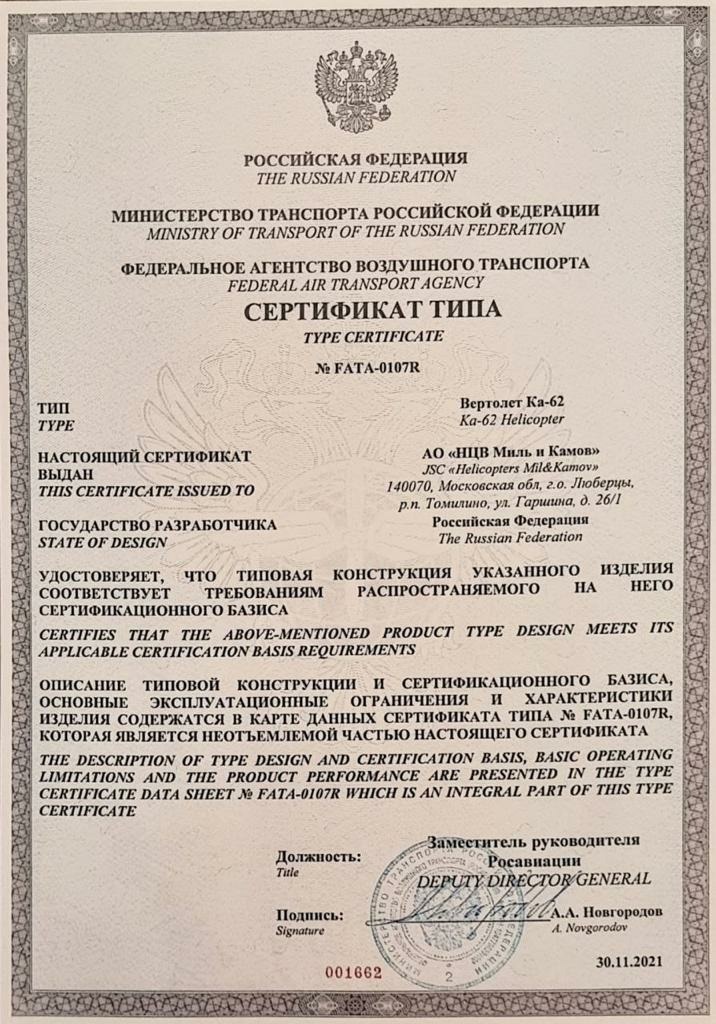 РОССИЙСКАЯ ФЕДЕРАЦИЯ
THE RUSSIAN FEDERATION
МИНИСТЕРСТВО ТРАНСПОРТА РОССИЙСКОЙ ФЕДЕРАЦИИ
MINISTRY OF TRANSPORT OF THE RUSSIAN FEDERATION
ФЕДЕРАЛЬНОЕ АГЕНТСТВО ВОЗДУШНОГО ТРАНСПОРТА
FEDERAL AIR TRANSPORT AGENCY
СЕРТИФИКАТ ТИПА
TYPE CERTIFICATE
№ FATA-0107R
ТИП
TYPE
Вертолет Ка-62
Ka-62 Helicopter
НАСТОЯЩИЙ СЕРТИФИКАТ
ВЫДАН
THIS CERTIFICATE ISSUED TO
АО «НЦВ Миль и Камов»
JSC «Helicopters Mil&Kamov»
140070, Московская обл, г.о. Люберцы,
р.п. Томилино, ул. Гаршина, д. 26/1
ГОСУДАРСТВО РАЗРАБОТЧИКА
STATE OF DESIGN
Российская Федерация
The Russian Federation
УДОСТОВЕРЯЕТ, ЧТО ТИПОВАЯ КОНСТРУКЦИЯ УКАЗАННОГО ИЗДЕЛИЯ
СООТВЕТСТВУЕТ ТРЕБОВАНИЯМ РАСПРОСТРАНЯЕМОГО НА НЕГО
СЕРТИФИКАЦИОННОГО БАЗИСА
CERTIFIES THAT THE ABOVE-MENTIONED PRODUCT TYPE DESIGN MEETS ITS
APPLICABLE CERTIFICATION BASIS REQUIREMENTS
ОПИСАНИЕ ТИПОВОЙ КОНСТРУКЦИИ И СЕРТИФИКАЦИОННОГО БАЗИСА,
ОСНОВНЫЕ ЭКСПЛУАТАЦИОННЫЕ ОГРАНИЧЕНИЯ И ХАРАКТЕРИСТИКИ
ИЗДЕЛИЯ СОДЕРЖАТСЯ В КАРТЕ ДАННЫХ СЕРТИФИКАТА ТИПА № FATA-0107R,
КОТОРАЯ ЯВЛЯЕТСЯ НЕОТЪЕМЛЕМОЙ ЧАСТЬЮ НАСТОЯЩЕГО СЕРТИФИКАТА
THE DESCRIPTION OF TYPE DESIGN AND CERTIFICATION BASIS, BASIC OPERATING
LIMITATIONS AND THE PRODUCT PERFORMANCE ARE PRESENTED IN THE TYPE
CERTIFICATE DATA SHEET № FATA-0107R WHICH IS AN INTEGRAL PART OF THIS TYPE
CERTIFICATE
Должность:
Title
Заместитель руководителя
Росавиации
DEPUTY DIRECTOR GENERAL
Подпись:
Signature
А.А. Новгородов
A. Novgorodov
МИНИСТЕРСТВО ТРАНСПОРТА РОССИЙСКОЙ ФЕДЕРАЦИИ
2
30.11.2021
001662